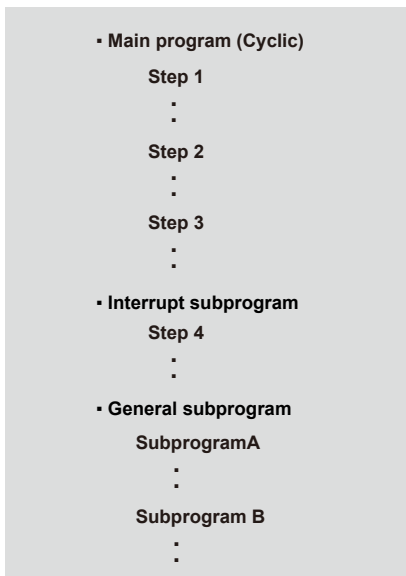 ▪ Main program (Cyclic)
Step 1
▪
▪
Step 2
▪
▪
Step 3
▪
▪
▪ Interrupt subprogram
Step 4
▪
▪
▪ General subprogram
SubprogramA
▪
▪
Subprogram B
▪
▪